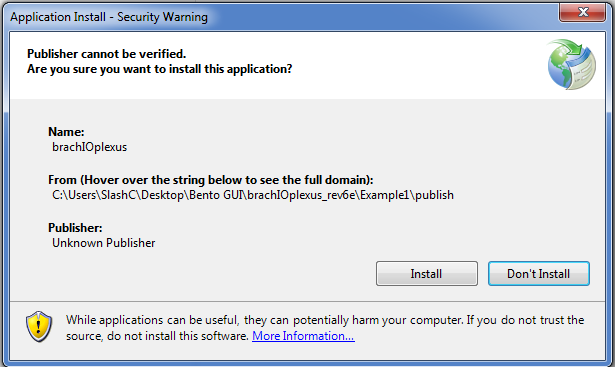 Application Install - Security Warning
Publisher cannot be verified.
Are you sure you want to install this application?
Name:
brachIOplexus
From (Hover over the string below to see the full domain):
C:\Users\SlashC\Desktop\Bento GUI\brachIOplexus_rev6e\Example1\publish
Publisher:
Unknown Publisher
Install
Don't Install
While applications can be useful, they can potentially harm your computer. If you do not trust the
source, do not install this software. More Information...